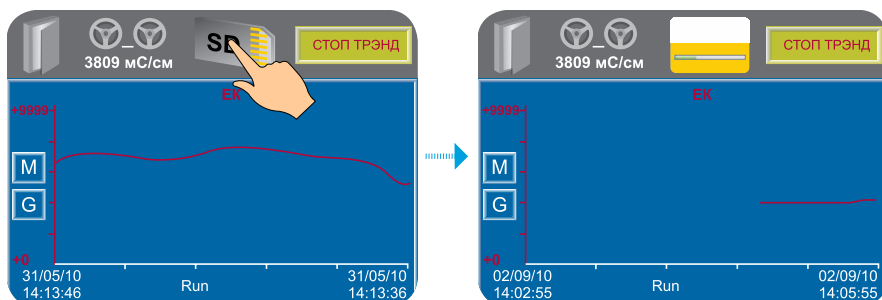 3809 мС/см
SD
СТОП ТРЭНД
ЕК
+9999
M
G
+0
31/05/10
14:13:46
Run
31/05/10
14:13:36
3809 мС/см
СТОП ТРЭНД
ЕК
+9999
M
G
+0
02/09/10
14:02:55
Run
02/09/10
14:05:55